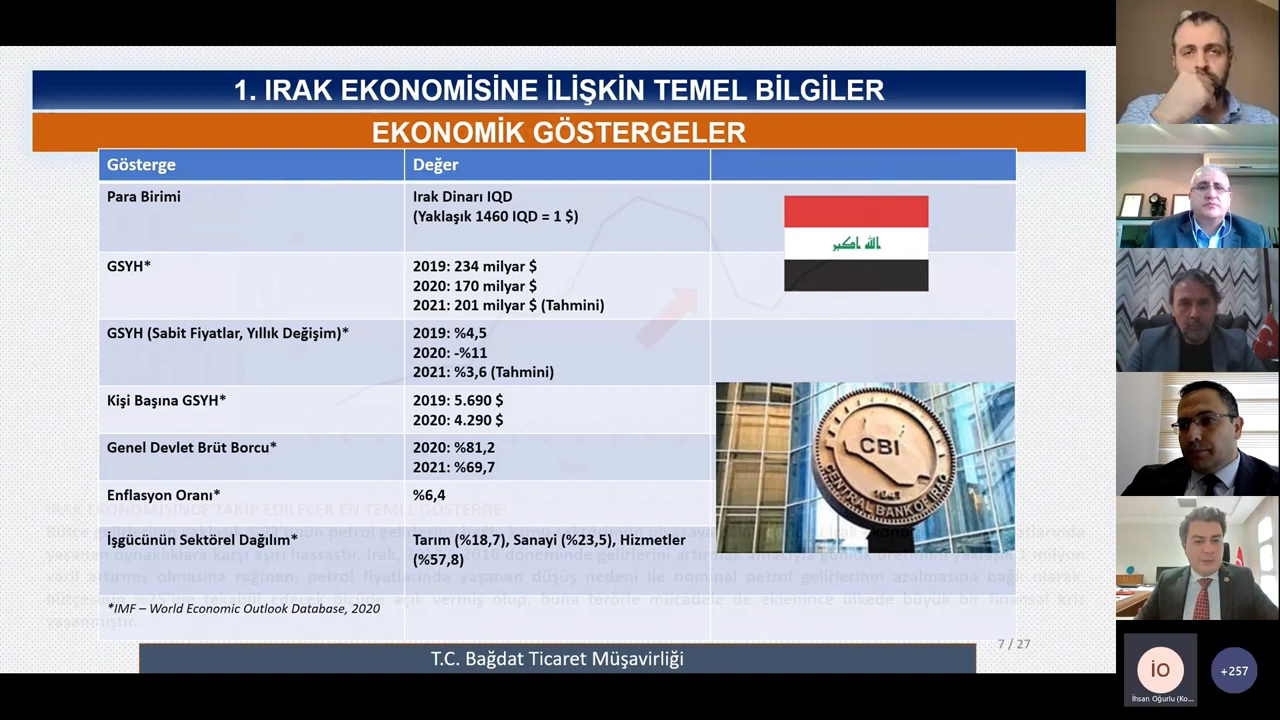 1. IRAK EKONOMİSİNE İLİŞKİN TEMEL BİLGİLER
EKONOMİK GÖSTERGELER
Gösterge
Değer
Para Birimi
Irak Dinarı IQD
(Yaklaşık 1460 IQD = 1 $)
الله اكبر
GSYH*
2019: 234 milyar $
2020: 170 milyar $
2021: 201 milyar $ (Tahmini)
GSYH (Sabit Fiyatlar, Yıllık Değişim)*
2019: %4,5
2020: -%11
2021: %3,6 (Tahmini)
Kişi Başına GSYH*
2019: 5.690 $
2020: 4.290 $
Genel Devlet Brüt Borcu*
2020: %81,2
2021: %69,7
CBI
CENTRAL BANK OF IRAQ
Enflasyon Oranı*
%6,4
İşgücünün Sektörel Dağılım*
Tarım (%18,7), Sanayi (%23,5), Hizmetler
(%57,8)
*IMF – World Economic Outlook Database, 2020
7 / 27
T.C. Bağdat Ticaret Müşavirliği
İO
İhsan Oğurlu (Ko...
+257